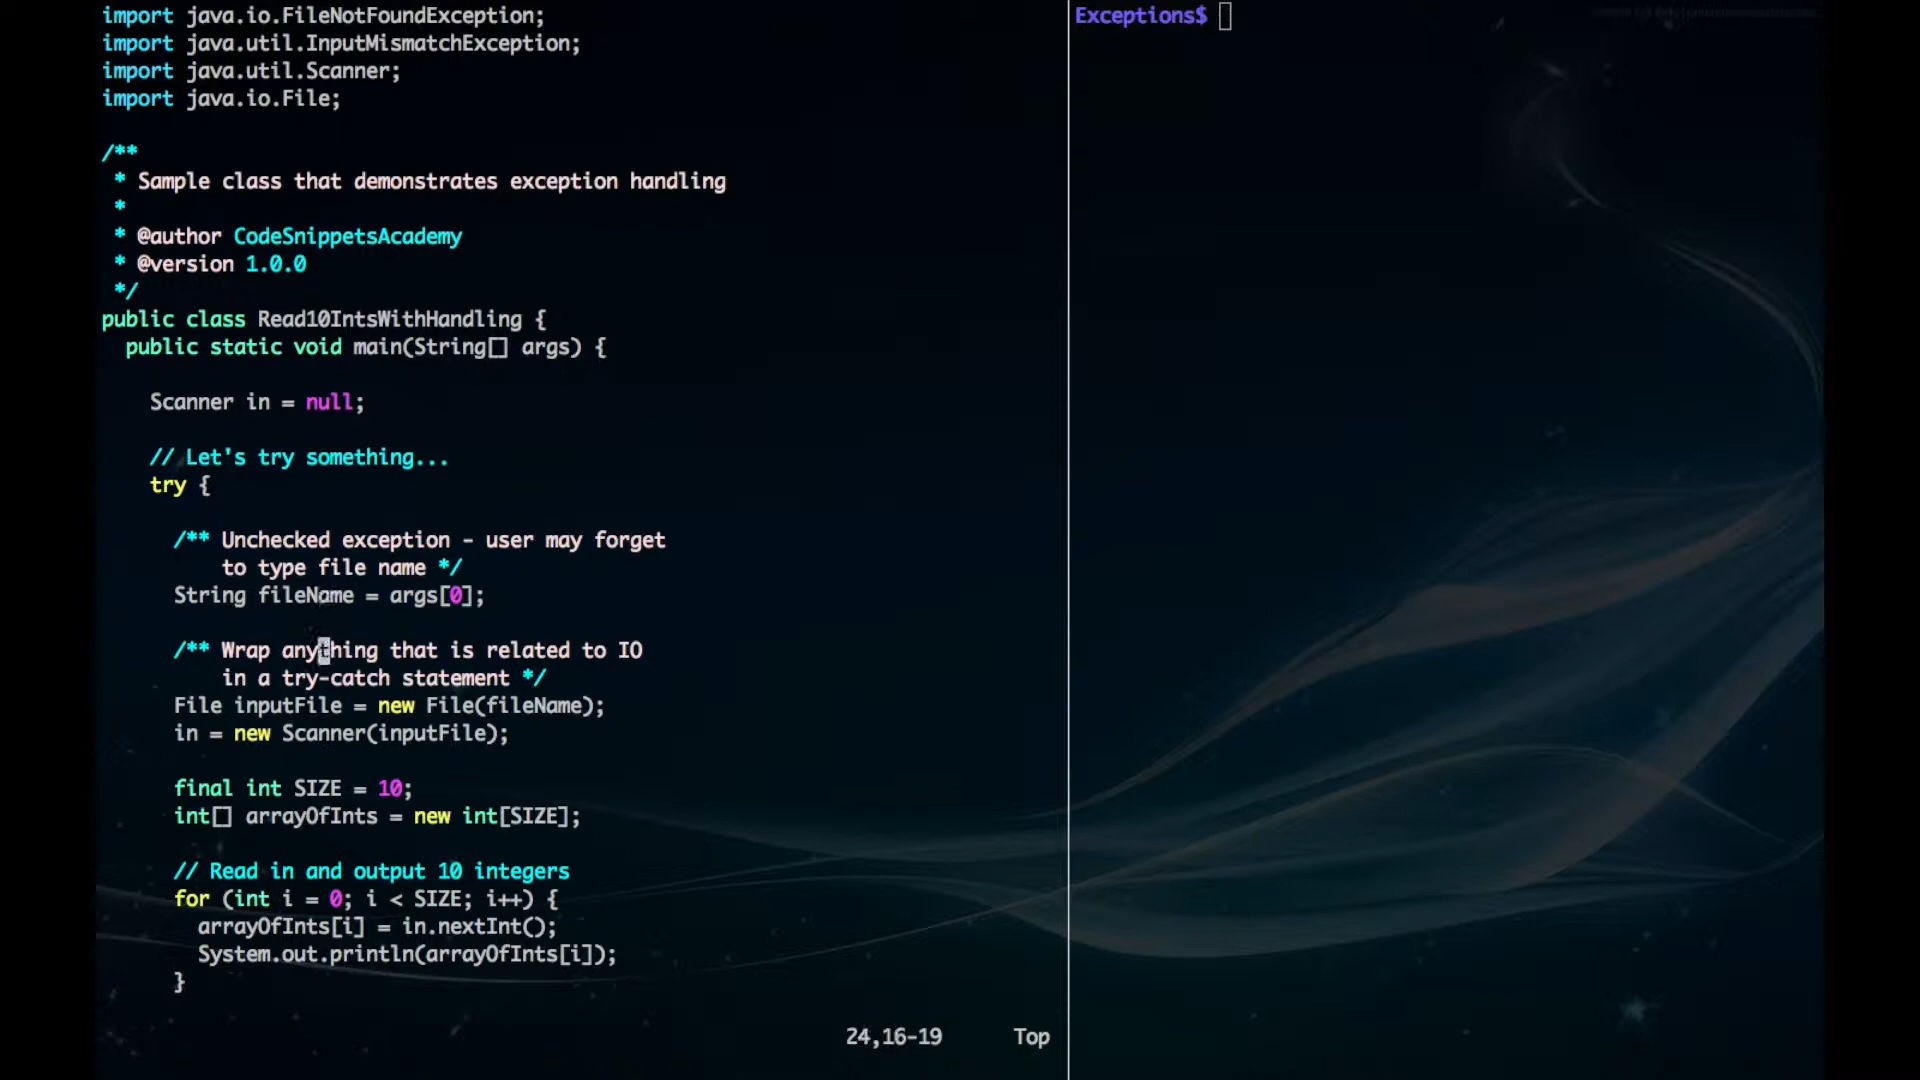 import java.io.FileNotFoundException;
import java.util.InputMismatchException;
import java.util.Scanner;
import java.io.File;
/**
* Sample class that demonstrates exception handling
*
* @author CodeSnippetsAcademy
* @version 1.0.0
*/
public class Read10IntsWithHandling {
public static void main(String[] args) {
Scanner in = null;
// Let's try something...
try {
/** Unchecked exception - user may forget
to type file name */
String fileName = args[0];
/** Wrap anything that is related to IO
in a try-catch statement */
File inputFile = new File(fileName);
in = new Scanner(inputFile);
final int SIZE = 10;
int[] arrayOfInts = new int[SIZE];
// Read in and output 10 integers
for (int i = 0; i < SIZE; i++) {
arrayOfInts[i] = in.nextInt();
System.out.println(arrayOfInts[i]);
}
24,16-19 Top
Exceptions$